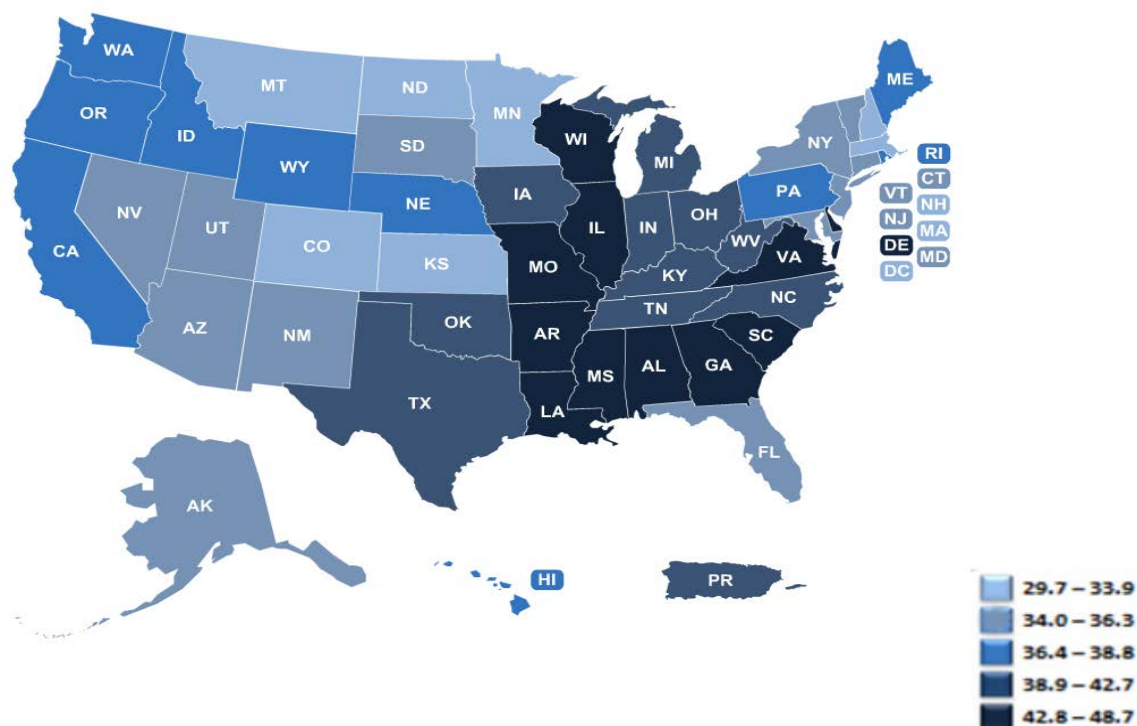 WA
ME
MT
ND
MN
OR
ID
WI
NY
SD
MI
RI
WY
CT
IA
PA
VT
NE
NH
NV
OH
NJ
UT
IL
IN
MA
CA
CO
WV
DE
KS
MO
VA
MD
KY
DC
NC
TN
OK
AZ
NM
AR
SC
MS
AL
GA
TX
LA
FL
AK
HI
PR
29.7 – 33.9
34.0 – 36.3
36.4 – 38.8
38.9 – 42.7
42.8 – 48.7